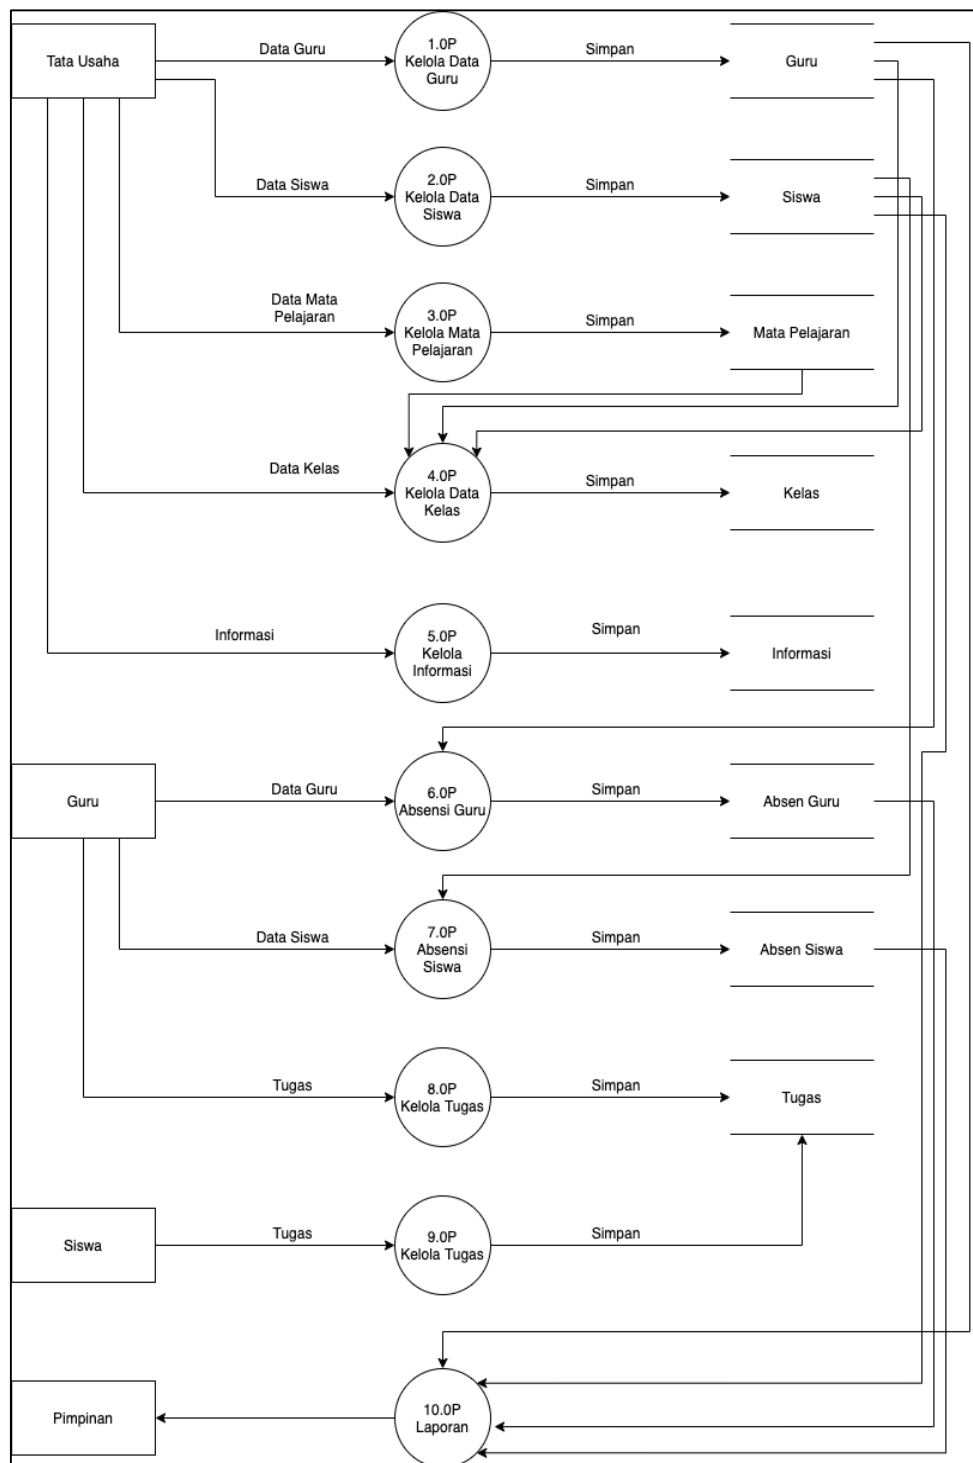 Tata Usaha
Data Guru
1.0P
Kelola Data
Guru
Simpan
Guru
Data Siswa
2.0P
Kelola Data
Siswa
Simpan
Siswa
Data Mata
Pelajaran
3.0P
Kelola Mata
Pelajaran
Simpan
Mata Pelajaran
Data Kelas
4.0P
Kelola Data
Kelas
Simpan
Kelas
Informasi
5.0P
Kelola
Informasi
Simpan
Informasi
Guru
Data Guru
6.0P
Absensi Guru
Simpan
Absen Guru
Data Siswa
7.0P
Absensi
Siswa
Simpan
Absen Siswa
Tugas
8.0P
Kelola Tugas
Simpan
Tugas
Siswa
Tugas
9.0P
Kelola Tugas
Simpan
Pimpinan
10.0P
Laporan